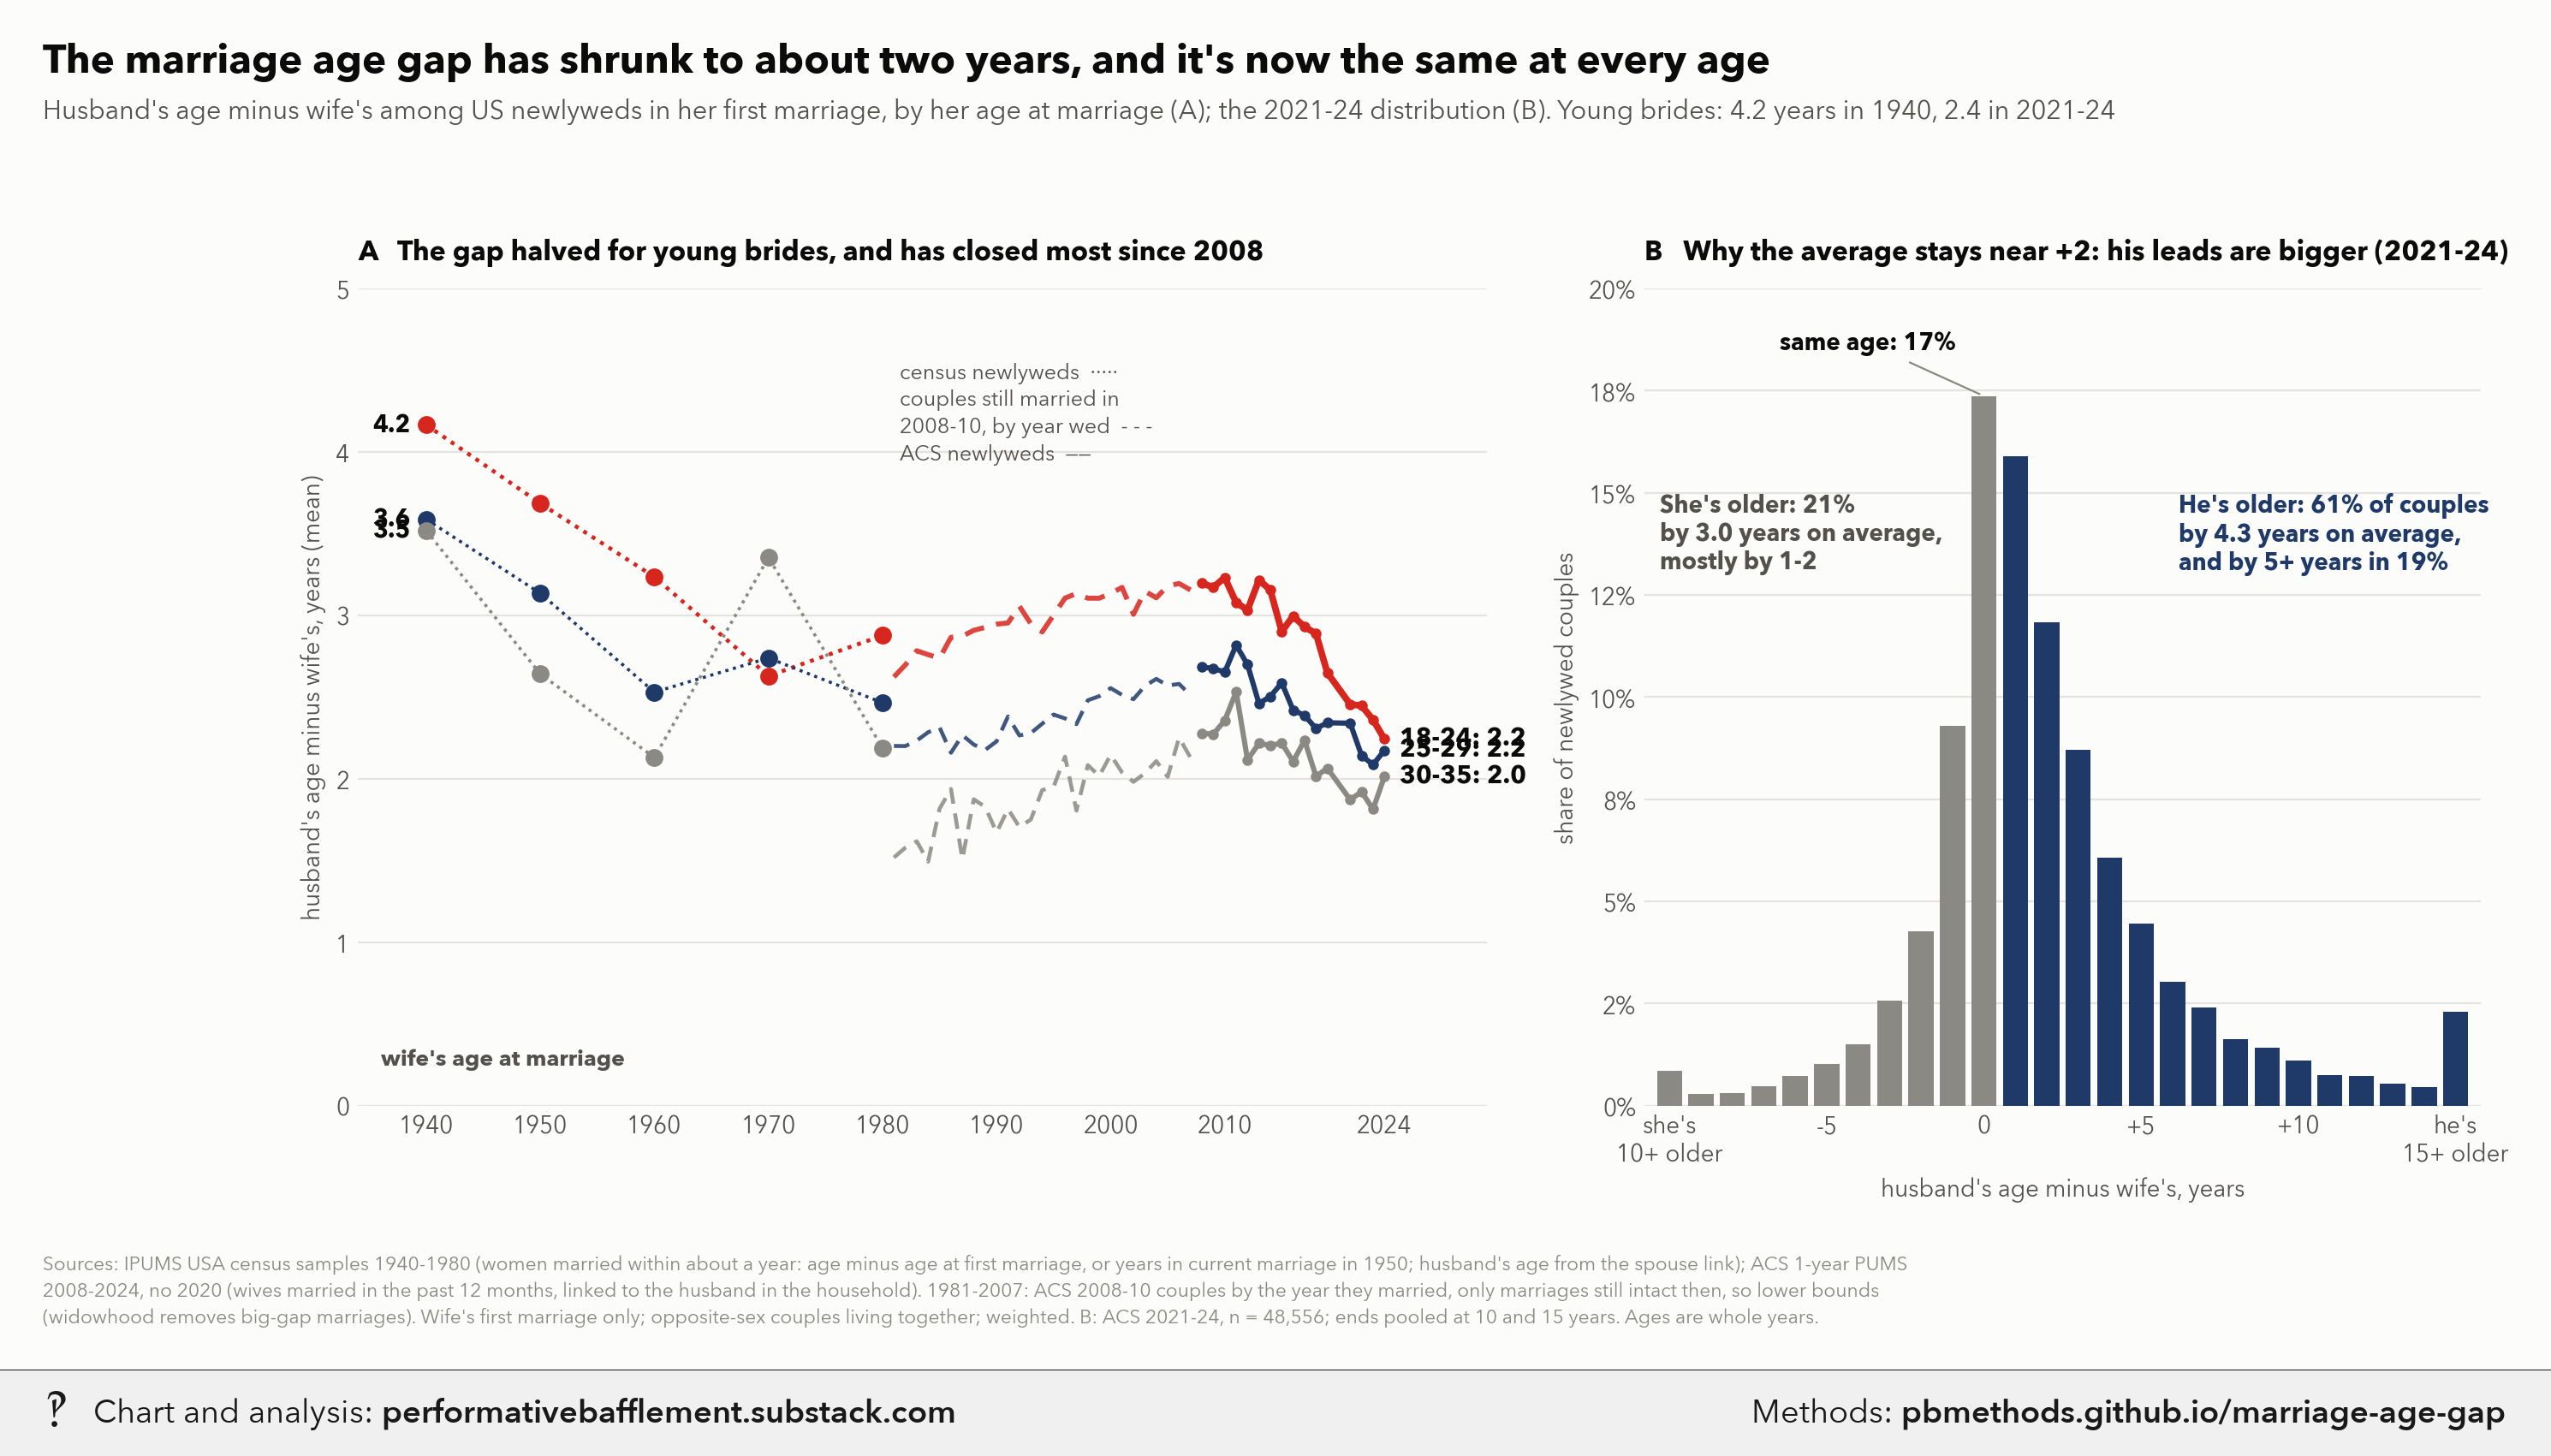 The marriage age gap has shrunk to about two years, and it's now the same at every age
Husband's age minus wife's among US newlyweds in her first marriage, by her age at marriage (A); the 2021-24 distribution (B). Young brides: 4.2 years in 1940, 2.4 in 2021-24
A The gap halved for young brides, and has closed most since 2008
husband's age minus wife's, years (mean)
5
4
3
2
1
0
census newlyweds ·····
couples still married in
2008-10, by year wed - - -
ACS newlyweds ——
4.2
3.6
3.5
18-24: 2.2
25-29: 2.2
30-35: 2.0
wife's age at marriage
1940
1950
1960
1970
1980
1990
2000
2010
2024
B Why the average stays near +2: his leads are bigger (2021-24)
share of newlywed couples
20%
18%
15%
12%
10%
8%
5%
2%
0%
same age: 17%
She's older: 21%
by 3.0 years on average,
mostly by 1-2
He's older: 61% of couples
by 4.3 years on average,
and by 5+ years in 19%
she's
10+ older
-5
0
+5
+10
he's
15+ older
husband's age minus wife's, years
Sources: IPUMS USA census samples 1940-1980 (women married within about a year: age minus age at first marriage, or years in current marriage in 1950; husband's age from the spouse link); ACS 1-year PUMS
2008-2024, no 2020 (wives married in the past 12 months, linked to the husband in the household). 1981-2007: ACS 2008-10 couples by the year they married, only marriages still intact then, so lower bounds
(widowhood removes big-gap marriages). Wife's first marriage only; opposite-sex couples living together; weighted. B: ACS 2021-24, n = 48,556; ends pooled at 10 and 15 years. Ages are whole years.
‽ Chart and analysis: performativebafflement.substack.com
Methods: pbmethods.github.io/marriage-age-gap